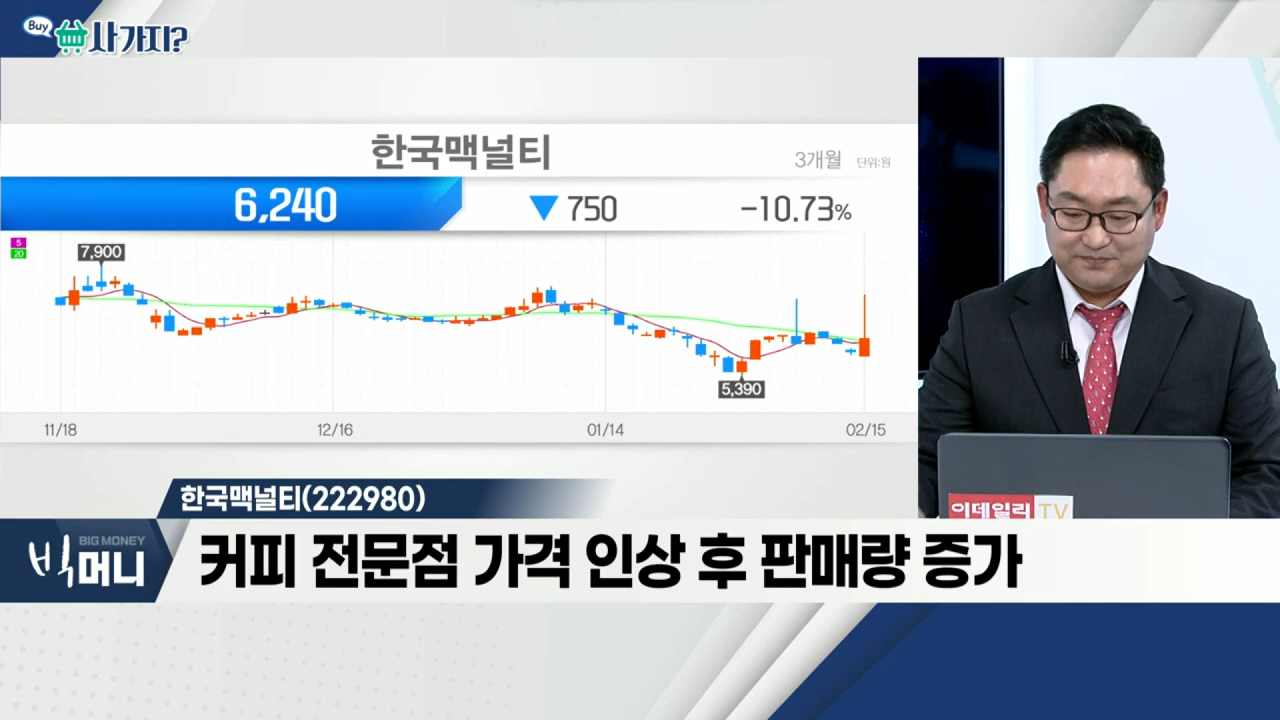 Buy 사가지?
한국맥널티
3개월 단위:원
6,240 ▼ 750 -10.73%
5
20
7,900
5,390
11/18 12/16 01/14 02/15
이데일리 TV
한국맥널티(222980)
BIG MONEY
빅머니
커피 전문점 가격 인상 후 판매량 증가